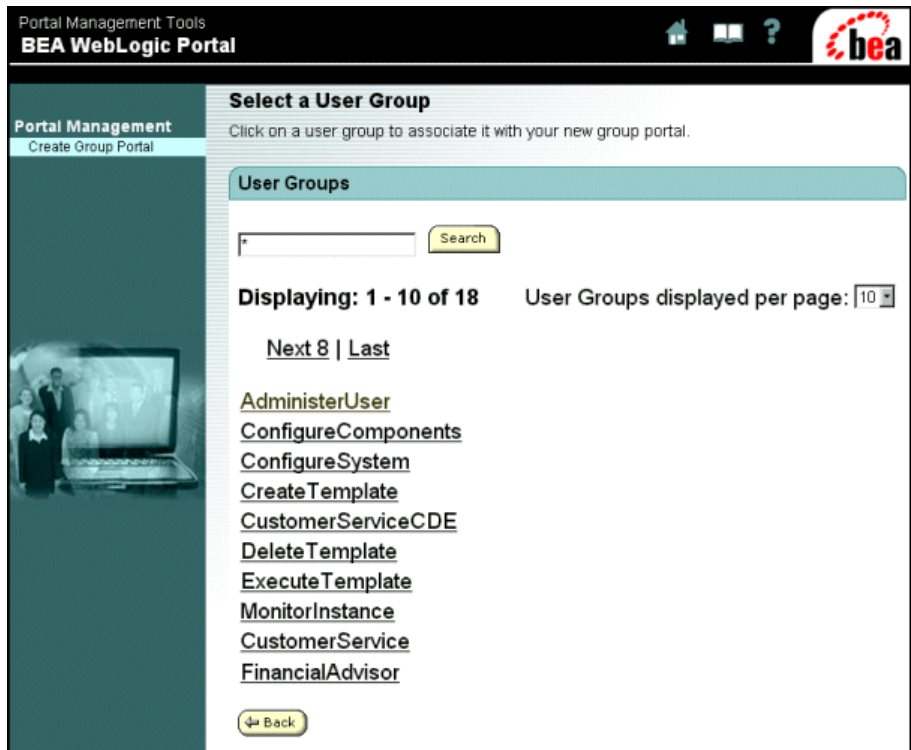 Portal Management Tools
BEA WebLogic Portal
?
bea
Portal Management
Create Group Portal
Select a User Group
Click on a user group to associate it with your new group portal.
User Groups
*
Search
Displaying: 1 - 10 of 18
User Groups displayed per page: 10
Next 8 | Last
AdministerUser
ConfigureComponents
ConfigureSystem
CreateTemplate
CustomerServiceCDE
DeleteTemplate
ExecuteTemplate
MonitorInstance
CustomerService
FinancialAdvisor
Back